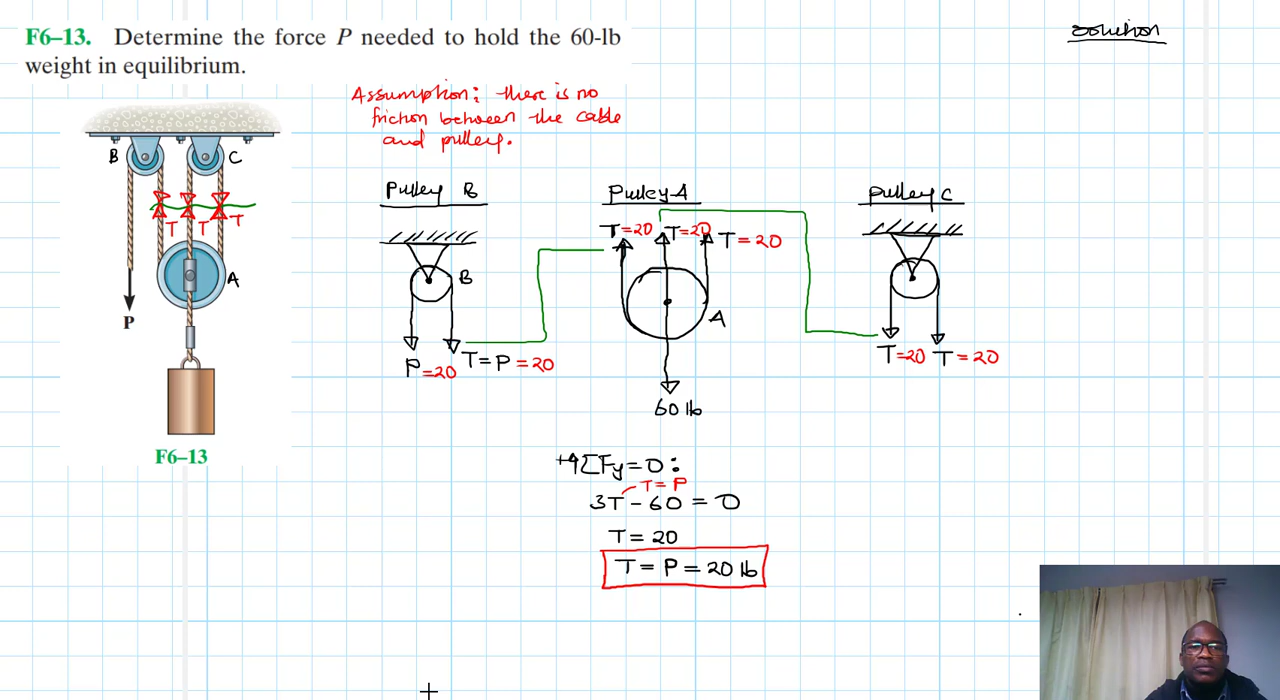 F6–13. Determine the force P needed to hold the 60-lb
weight in equilibrium.
solution
Assumption: there is no
friction between the cable
and pulley.
B
C
T T T
A
P
F6–13
Pulley B
B
P=20 T=P=20
Pulley A
T=20 T=20 T=20
A
60 lb
Pulley C
T=20 T=20
+↑ΣFy=0:
T=P
3T-60=0
T=20
T=P=20 lb